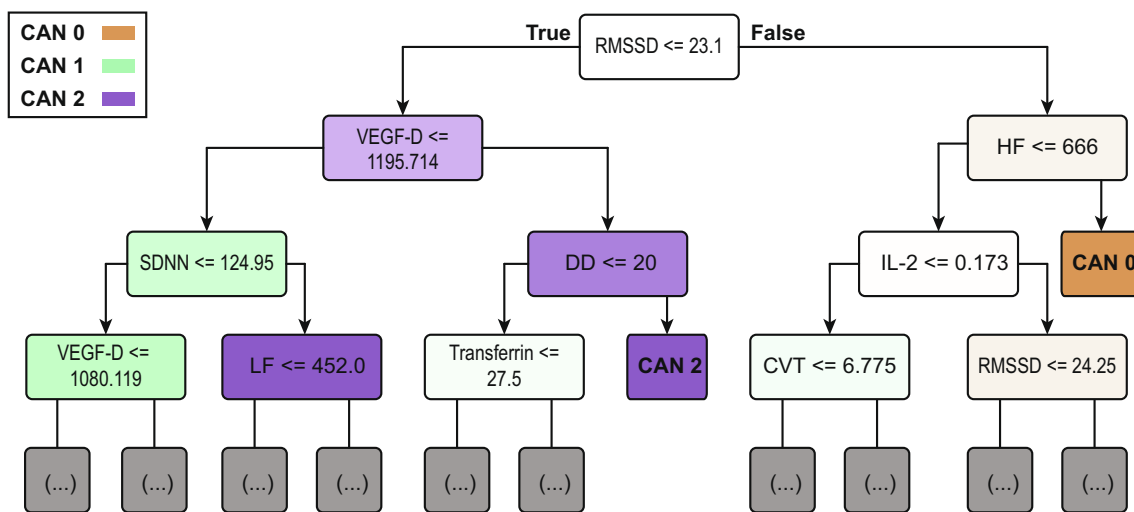 CAN 0
CAN 1
CAN 2
True
RMSSD <= 23.1
False
VEGF-D <=
1195.714
HF <= 666
SDNN <= 124.95
DD <= 20
IL-2 <= 0.173
CAN 0
VEGF-D <=
1080.119
LF <= 452.0
Transferrin <=
27.5
CAN 2
CVT <= 6.775
RMSSD <= 24.25
(...)
(...)
(...)
(...)
(...)
(...)
(...)
(...)
(...)
(...)